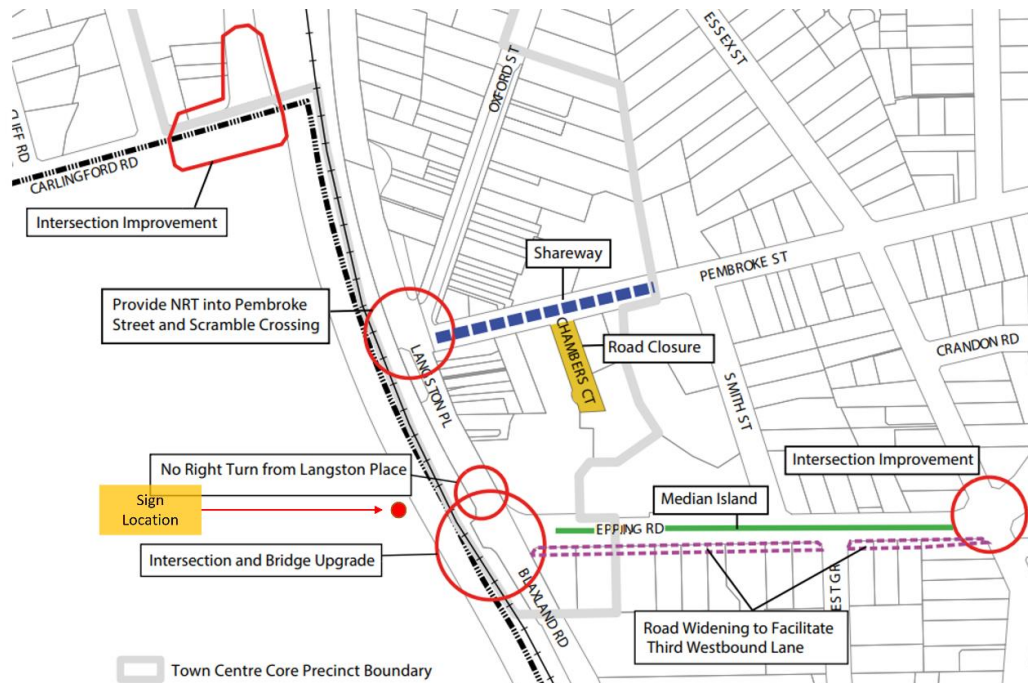 ESSEX ST
OXFORD ST
CLIFF RD
CARLINGFORD RD
Intersection Improvement
Shareway
PEMBROKE ST
Provide NRT into Pembroke
Street and Scramble Crossing
CHAMBERS CT
Road Closure
CRANDON RD
LANGSTON PL
SMITH ST
No Right Turn from Langston Place
Intersection Improvement
Sign
Location
Median Island
EPPING RD
Intersection and Bridge Upgrade
BLAXLAND RD
EST GR
Road Widening to Facilitate
Third Westbound Lane
Town Centre Core Precinct Boundary